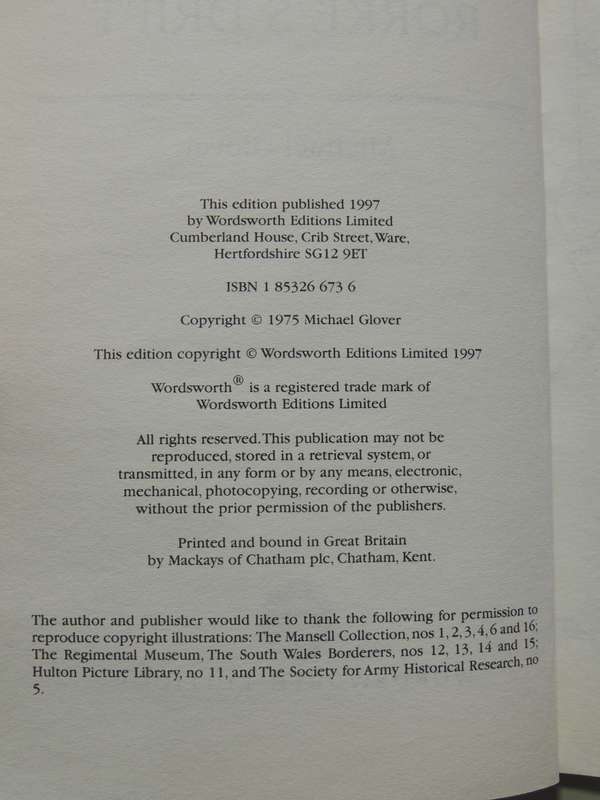 This edition published 1997
by Wordsworth Editions Limited
Cumberland House, Crib Street, Ware,
Hertfordshire SG12 9ET
ISBN 1 85326 673 6
Copyright © 1975 Michael Glover
This edition copyright © Wordsworth Editions Limited 1997
Wordsworth® is a registered trade mark of
Wordsworth Editions Limited
All rights reserved. This publication may not be
reproduced, stored in a retrieval system, or
transmitted, in any form or by any means, electronic,
mechanical, photocopying, recording or otherwise,
without the prior permission of the publishers.
Printed and bound in Great Britain
by Mackays of Chatham plc, Chatham, Kent.
The author and publisher would like to thank the following for permission to
reproduce copyright illustrations: The Mansell Collection, nos 1, 2, 3, 4, 6 and 16;
The Regimental Museum, The South Wales Borderers, nos 12, 13, 14 and 15;
Hulton Picture Library, no 11, and The Society for Army Historical Research, no
5.